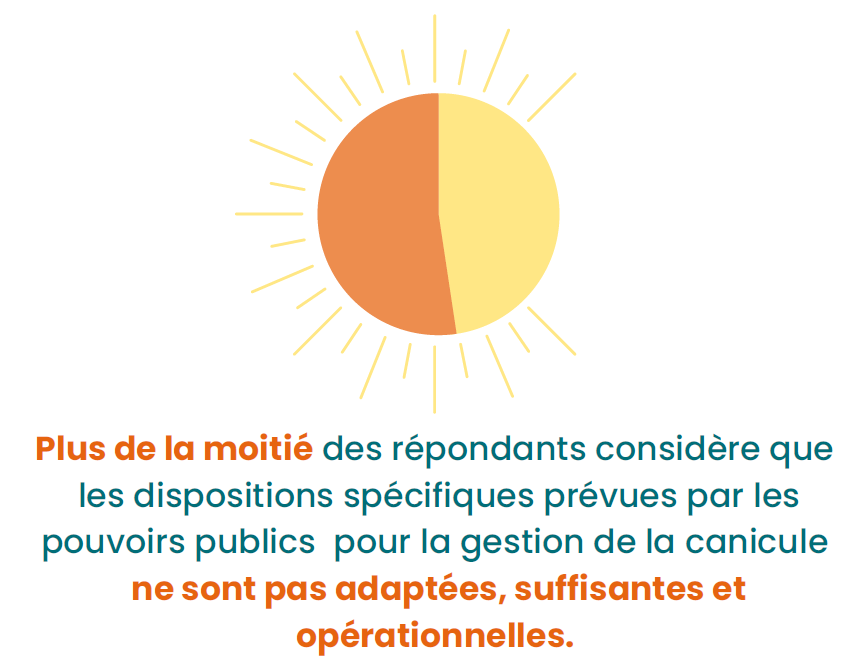 Plus de la moitié des répondants considère que
les dispositions spécifiques prévues par les
pouvoirs publics  pour la gestion de la canicule
ne sont pas adaptées, suffisantes et
opérationnelles.